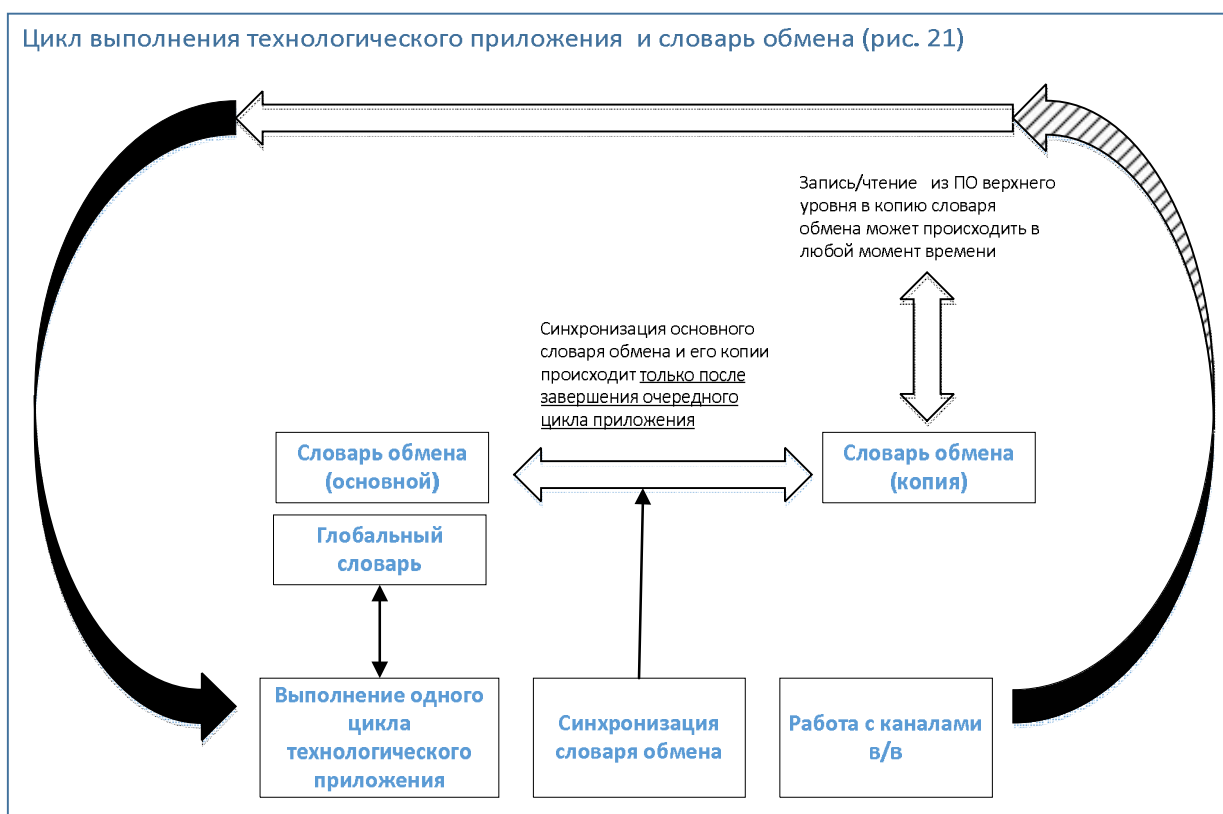 Цикл выполнения технологического приложения и словарь обмена (рис. 21)
Запись/чтение из ПО верхнего
уровня в копию словаря
обмена может происходить в
любой момент времени
Синхронизация основного
словаря обмена и его копии
происходит только после
завершения очередного
цикла приложения
Словарь обмена
(основной)
Словарь обмена
(копия)
Глобальный
словарь
Выполнение одного
цикла
технологического
приложения
Синхронизация
словаря обмена
Работа с каналами
в/в